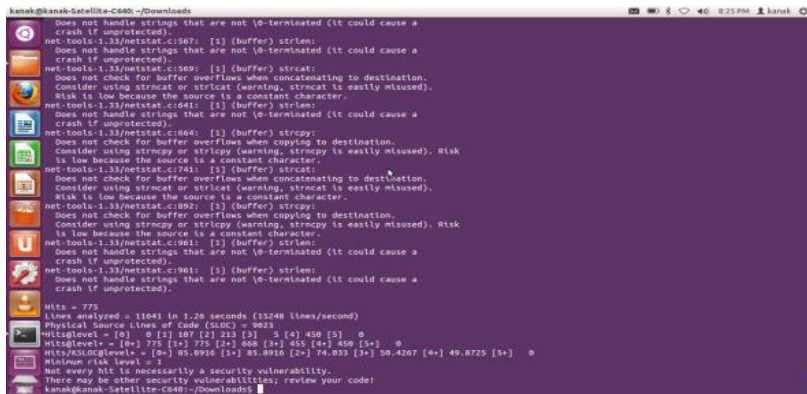 kanak@kanak-Satellite-C640: ~/Downloads
8:25 PM kanak
Does not handle strings that are not \0-terminated (it could cause a
crash if unprotected).
net-tools-1.33/netstat.c:567: [1] (buffer) strlen:
Does not handle strings that are not \0-terminated (it could cause a
crash if unprotected).
net-tools-1.33/netstat.c:569: [1] (buffer) strcat:
Does not check for buffer overflows when concatenating to destination.
Consider using strncat or strlcat (warning, strncat is easily misused).
Risk is low because the source is a constant character.
net-tools-1.33/netstat.c:641: [1] (buffer) strlen:
Does not handle strings that are not \0-terminated (it could cause a
crash if unprotected).
net-tools-1.33/netstat.c:664: [1] (buffer) strcpy:
Does not check for buffer overflows when copying to destination.
Consider using strncpy or strlcpy (warning, strncpy is easily misused). Risk
is low because the source is a constant character.
net-tools-1.33/netstat.c:741: [1] (buffer) strcat:
Does not check for buffer overflows when concatenating to destination.
Consider using strncat or strlcat (warning, strncat is easily misused).
Risk is low because the source is a constant character.
net-tools-1.33/netstat.c:892: [1] (buffer) strcpy:
Does not check for buffer overflows when copying to destination.
Consider using strncpy or strlcpy (warning, strncpy is easily misused). Risk
is low because the source is a constant character.
net-tools-1.33/netstat.c:961: [1] (buffer) strlen:
Does not handle strings that are not \0-terminated (it could cause a
crash if unprotected).
net-tools-1.33/netstat.c:961: [1] (buffer) strlen:
Does not handle strings that are not \0-terminated (it could cause a
crash if unprotected).
Hits = 775
Lines analyzed = 11641 in 1.26 seconds (15248 lines/second)
Physical Source Lines of Code (SLOC) = 9023
Hits@level = [0] 0 [1] 107 [2] 213 [3] 5 [4] 450 [5] 0
Hits@level+ = [0+] 775 [1+] 775 [2+] 668 [3+] 455 [4+] 450 [5+] 0
Hits/KSLOC@level+ = [0+] 85.8916 [1+] 85.8916 [2+] 74.033 [3+] 50.4267 [4+] 49.8725 [5+] 0
Minimum risk level = 1
Not every hit is necessarily a security vulnerability.
There may be other security vulnerabilities; review your code!
kanak@kanak-Satellite-C640:~/Downloads$